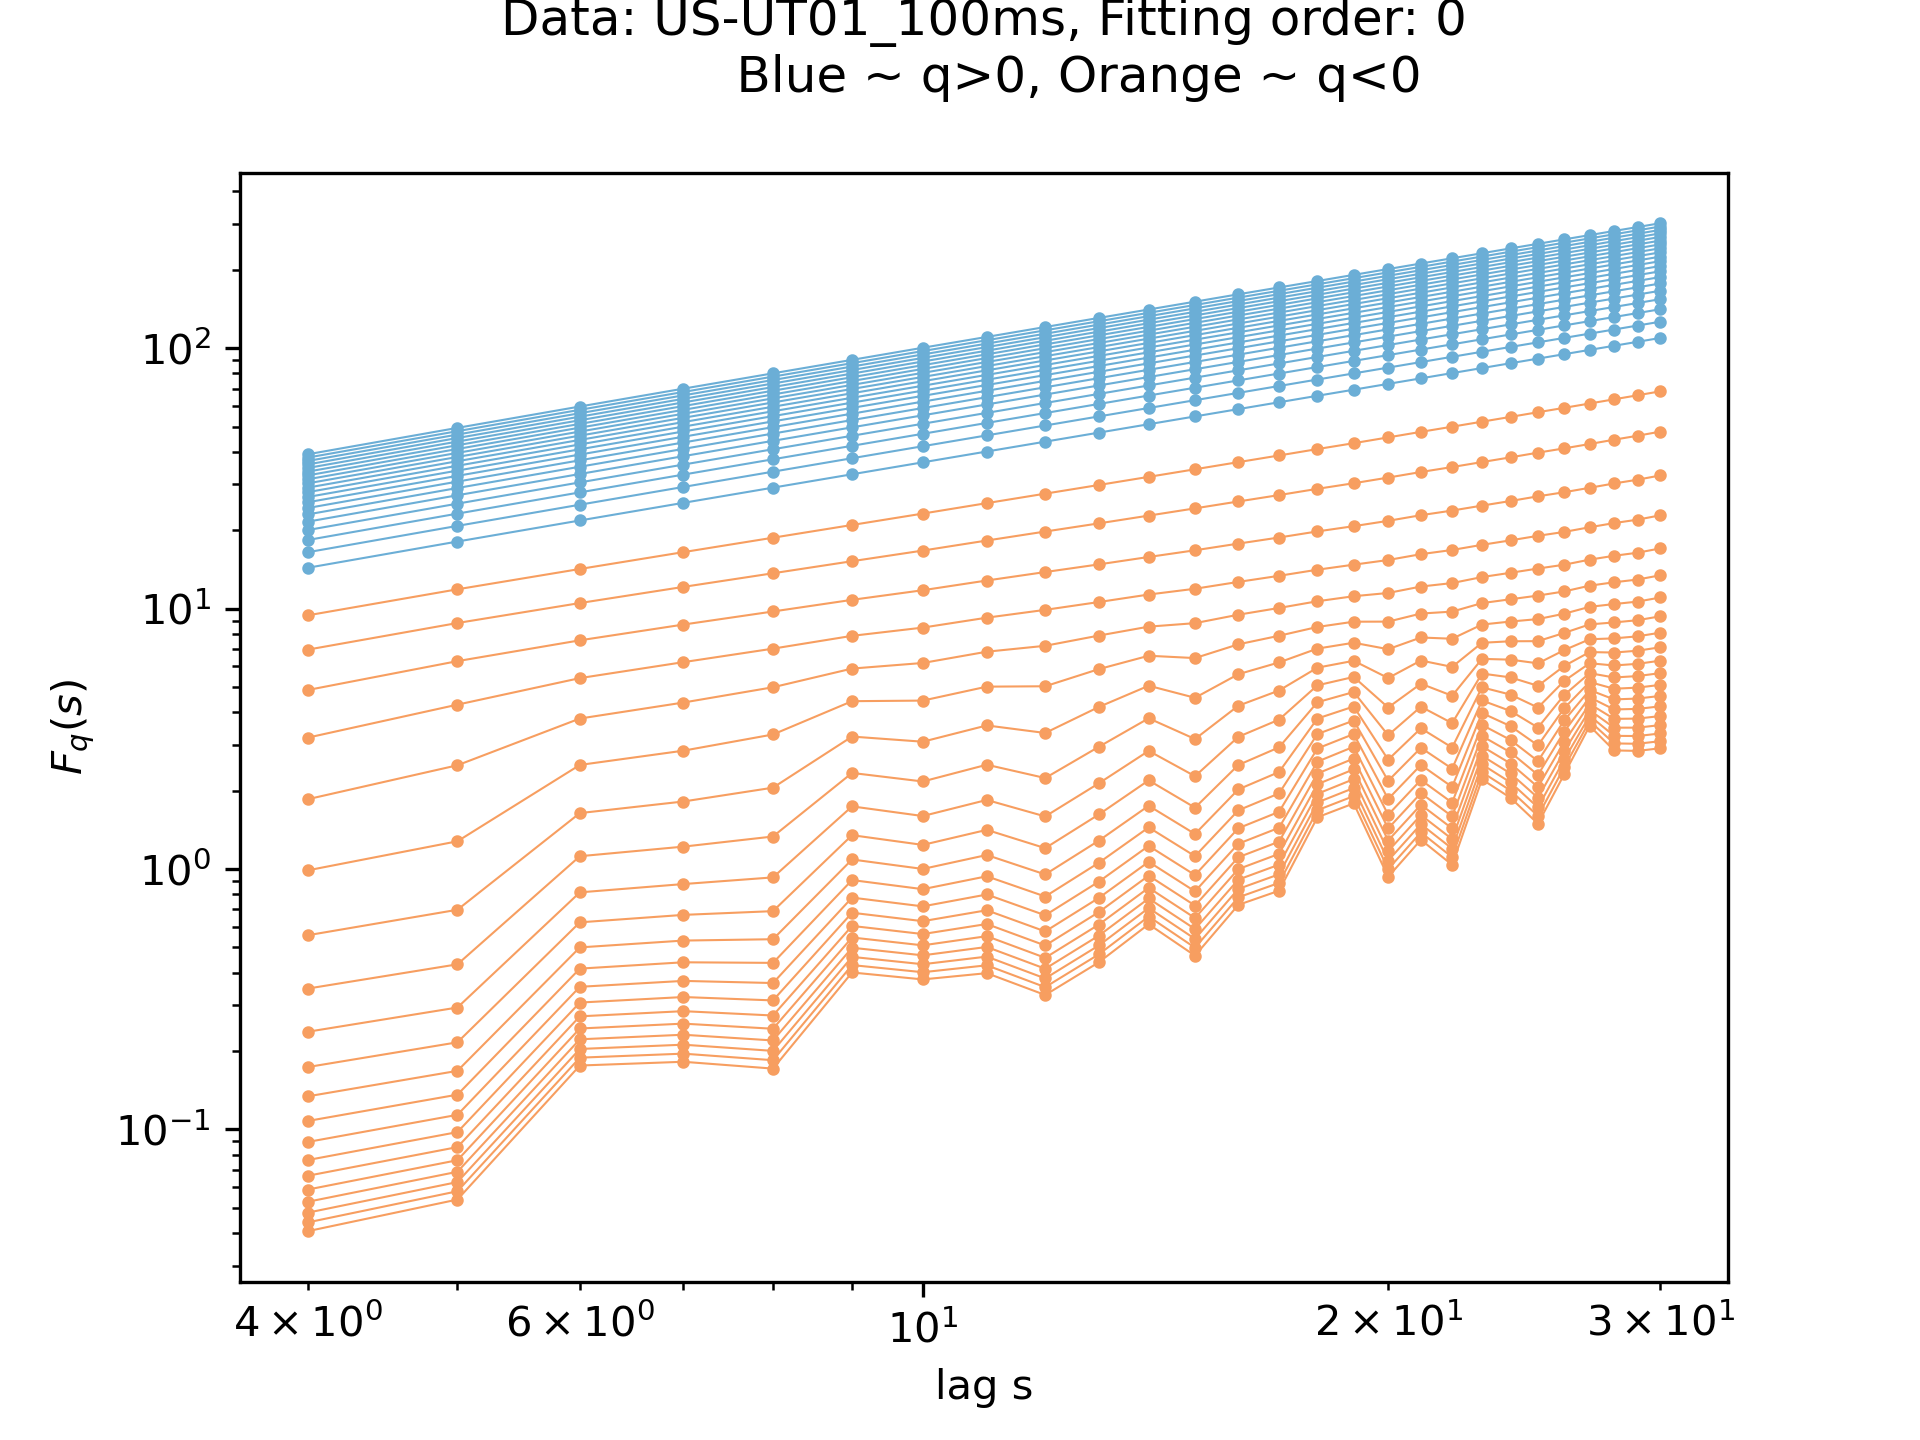 Data: US-UT01_100ms, Fitting order: 0
Blue ~ q>0, Orange ~ q<0
10²
10¹
10⁰
10⁻¹
F_q(s)
4 × 10⁰ 6 × 10⁰ 10¹ 2 × 10¹ 3 × 10¹
lag s